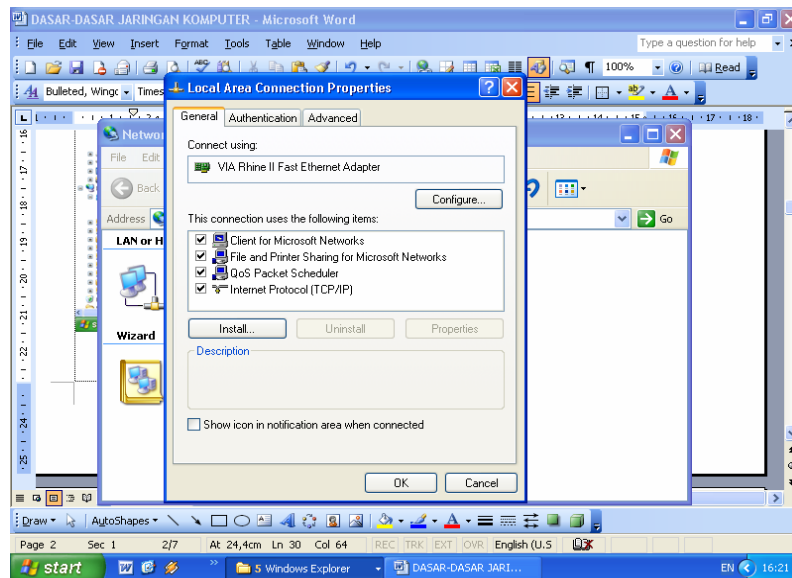 DASAR-DASAR JARINGAN KOMPUTER - Microsoft Word
File Edit View Insert Format Tools Table Window Help
Type a question for help
100%
Read
Bulleted, Wingc
Times
Local Area Connection Properties
General Authentication Advanced
Connect using:
VIA Rhine II Fast Ethernet Adapter
Configure...
This connection uses the following items:
Client for Microsoft Networks
File and Printer Sharing for Microsoft Networks
QoS Packet Scheduler
Internet Protocol (TCP/IP)
Install... Uninstall Properties
Description
Show icon in notification area when connected
OK Cancel
File Edit
Back
Address
Go
LAN or H
Wizard
Draw AutoShapes
Page 2 Sec 1 2/7 At 24,4cm Ln 30 Col 64 REC TRK EXT OVR English (U.S
start
5 Windows Explorer
DASAR-DASAR JARI...
EN 16:21